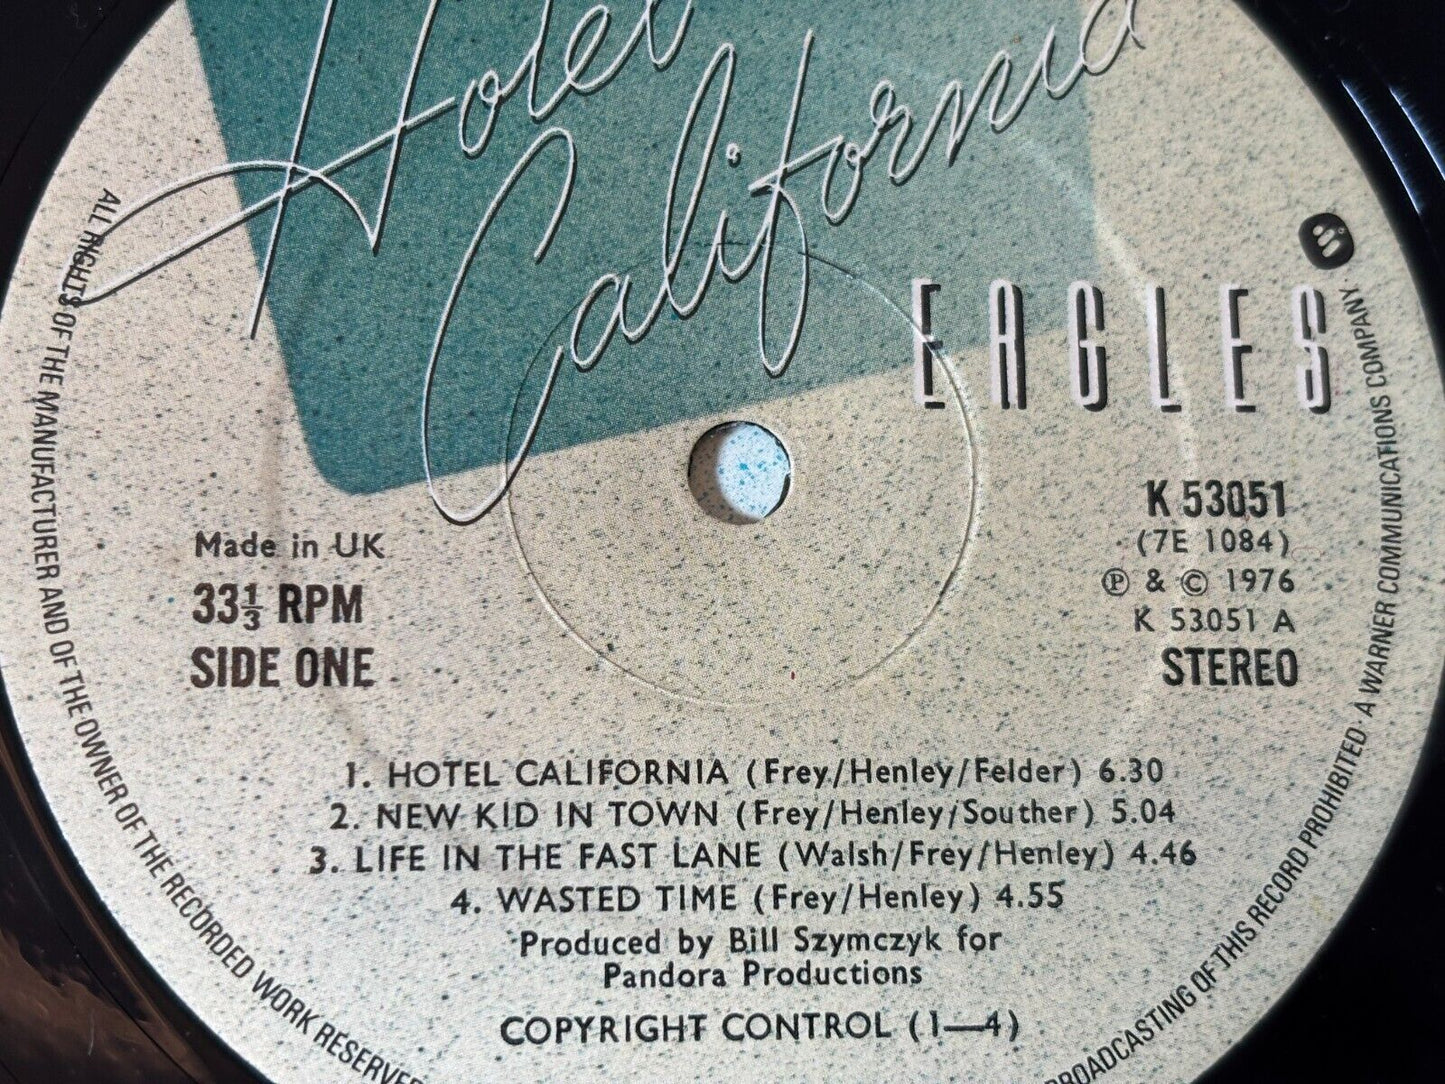 Hotel
California
EAGLES
Made in UK
33⅓ RPM
SIDE ONE
K 53051
(7E 1084)
℗ & © 1976
K 53051 A
STEREO
1. HOTEL CALIFORNIA (Frey/Henley/Felder) 6.30
2. NEW KID IN TOWN (Frey/Henley/Souther) 5.04
3. LIFE IN THE FAST LANE (Walsh/Frey/Henley) 4.46
4. WASTED TIME (Frey/Henley) 4.55
Produced by Bill Szymczyk for
Pandora Productions
COPYRIGHT CONTROL (1—4)
ALL RIGHTS OF THE MANUFACTURER AND OF THE OWNER OF THE RECORDED WORK RESERVED
BROADCASTING OF THIS RECORD PROHIBITED · A WARNER COMMUNICATIONS COMPANY